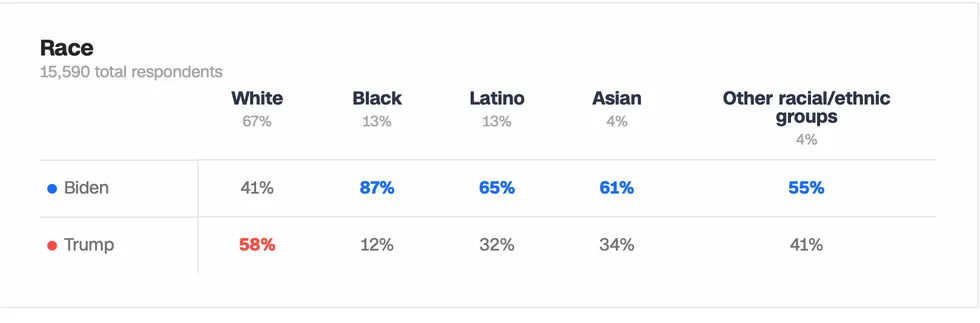 Race
15,590 total respondents
White Black Latino Asian Other racial/ethnic
groups
67% 13% 13% 4%
4%
Biden 41% 87% 65% 61% 55%
Trump 58% 12% 32% 34% 41%